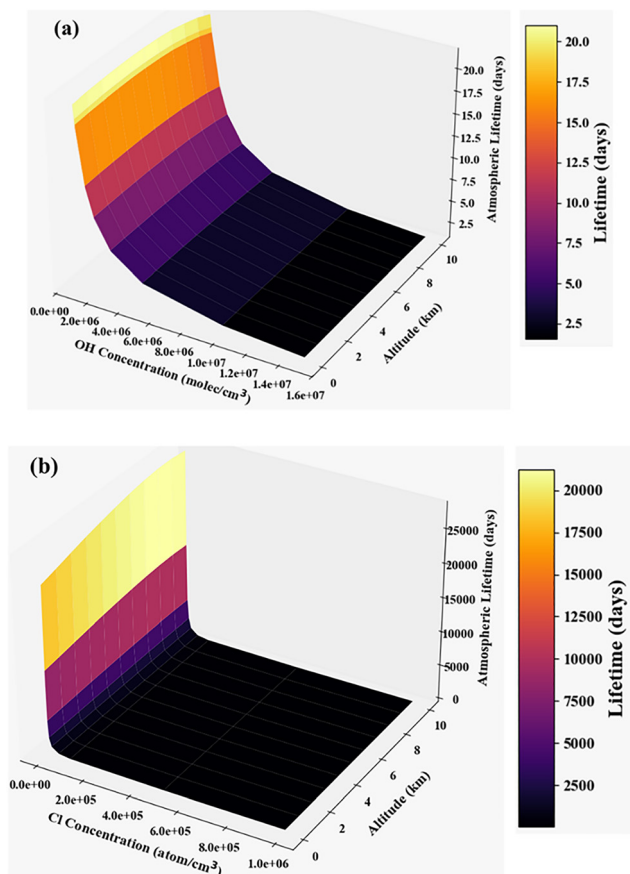 (a)
20.0
17.5
15.0
12.5
10.0
7.5
5.0
2.5
Atmospheric Lifetime (days)
0.0e+00
2.0e+06
4.0e+06
6.0e+06
8.0e+06
1.0e+07
1.2e+07
1.4e+07
1.6e+07
OH Concentration (molec/cm³)
0
2
4
6
8
10
Altitude (km)
20.0
17.5
15.0
12.5
10.0
7.5
5.0
2.5
Lifetime (days)
(b)
25000
20000
15000
10000
5000
0
Atmospheric Lifetime (days)
0.0e+00
2.0e+05
4.0e+05
6.0e+05
8.0e+05
1.0e+06
Cl Concentration (atom/cm³)
0
2
4
6
8
10
Altitude (km)
20000
17500
15000
12500
10000
7500
5000
2500
Lifetime (days)